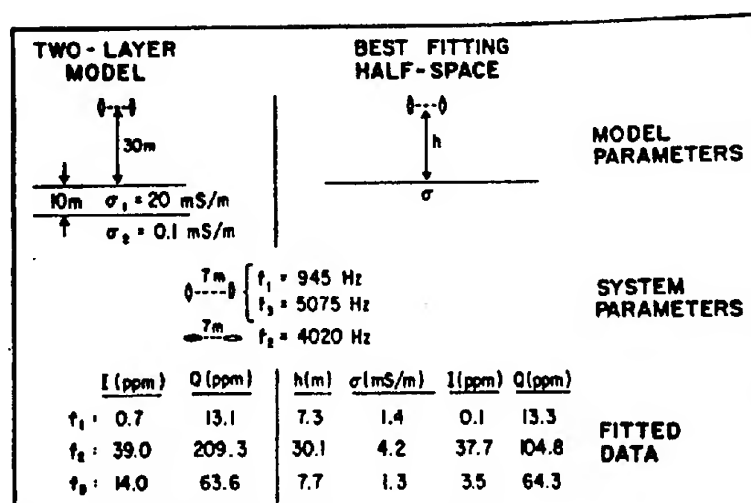 TWO-LAYER MODEL
BEST FITTING HALF-SPACE
30m
h
MODEL PARAMETERS
10m σ₁ = 20 mS/m
σ
σ₂ = 0.1 mS/m
7m f₁ = 945 Hz
f₃ = 5075 Hz
7m f₂ = 4020 Hz
SYSTEM PARAMETERS
I(ppm) Q(ppm) h(m) σ(mS/m) I(ppm) Q(ppm)
f₁: 0.7 13.1 7.3 1.4 0.1 13.3
f₂: 39.0 209.3 30.1 4.2 37.7 104.8
f₃: 14.0 63.6 7.7 1.3 3.5 64.3
FITTED DATA